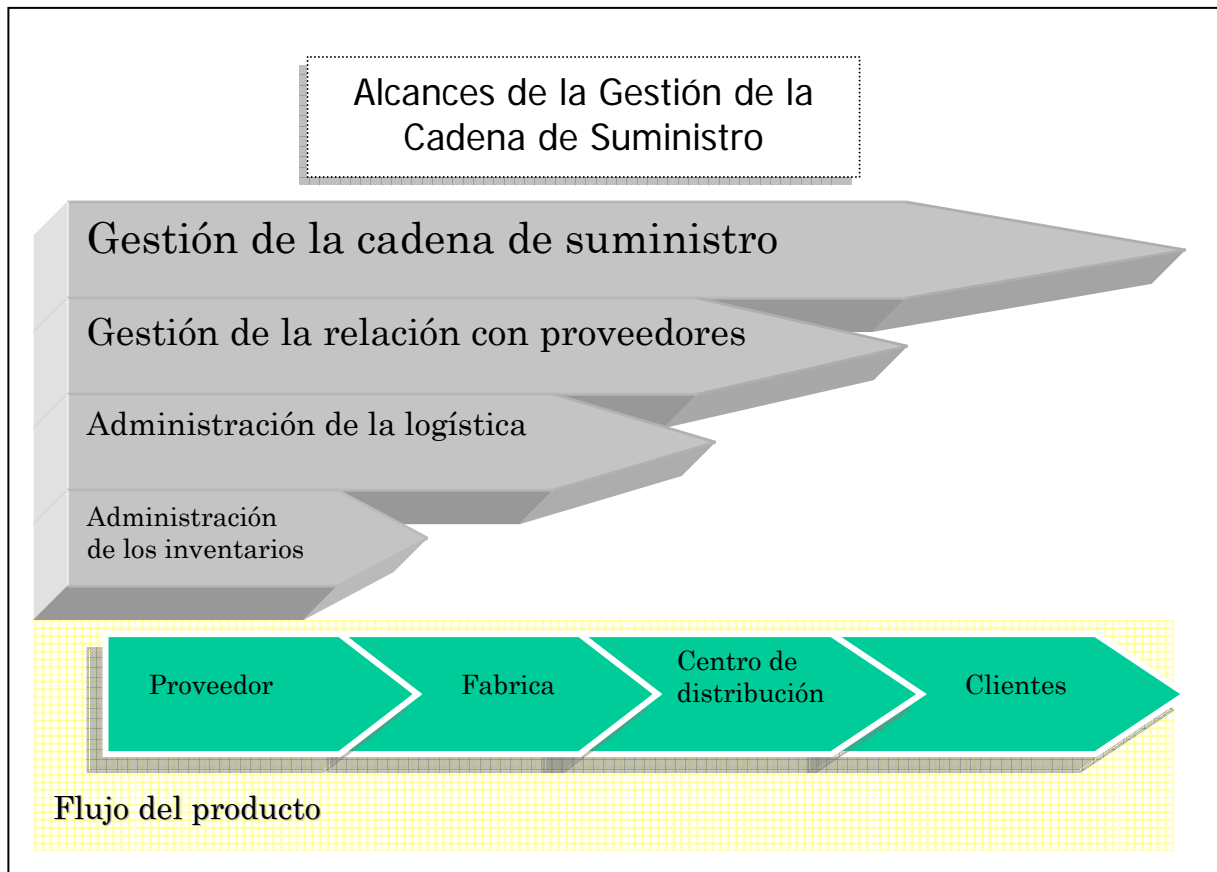 Alcances de la Gestión de la
Cadena de Suministro
Gestión de la cadena de suministro
Gestión de la relación con proveedores
Administración de la logística
Administración
de los inventarios
Proveedor
Fabrica
Centro de
distribución
Clientes
Flujo del producto